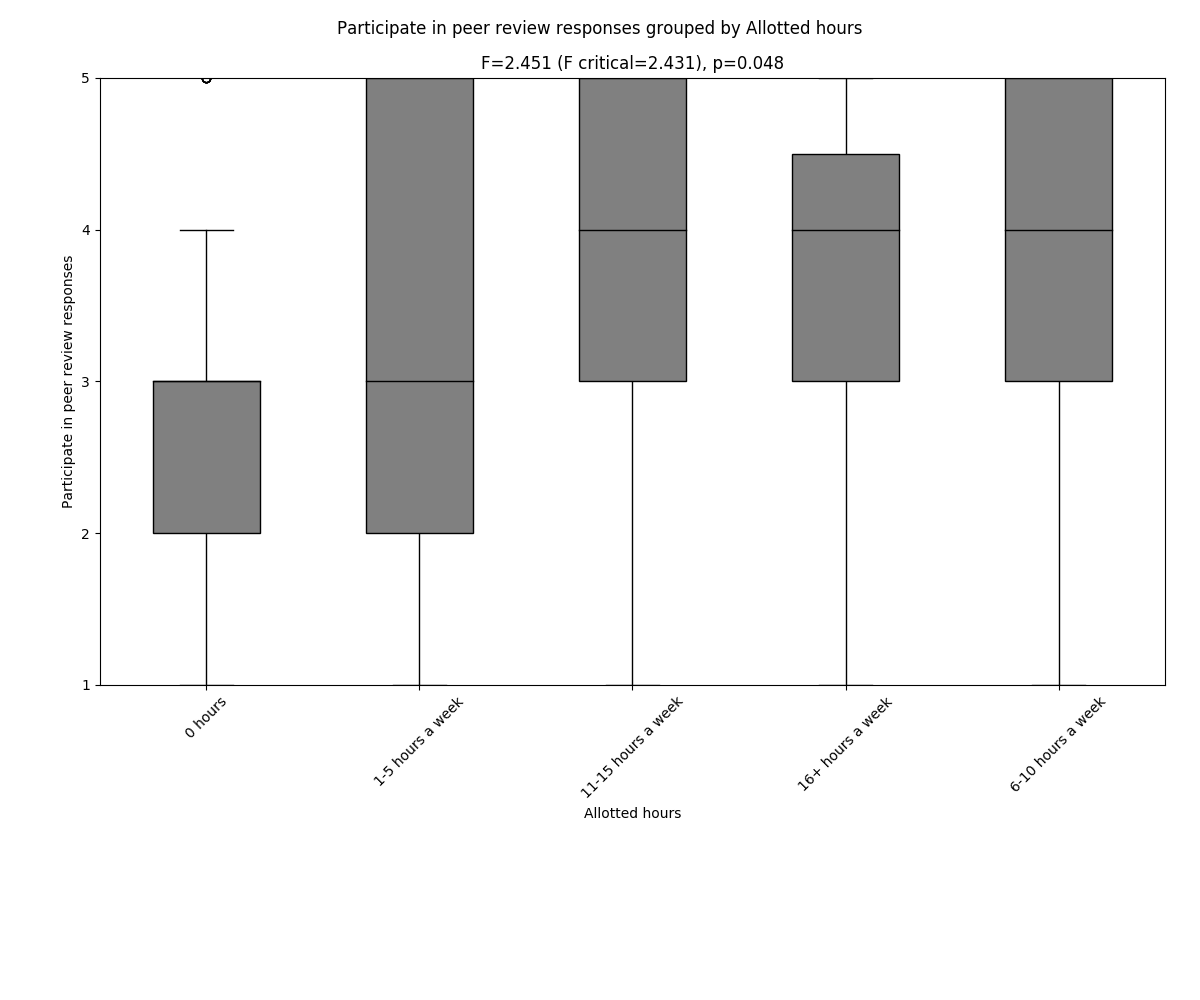 Participate in peer review responses grouped by Allotted hours
F=2.451 (F critical=2.431), p=0.048
5
4
3
2
1
Participate in peer review responses
0 hours
1-5 hours a week
11-15 hours a week
16+ hours a week
6-10 hours a week
Allotted hours